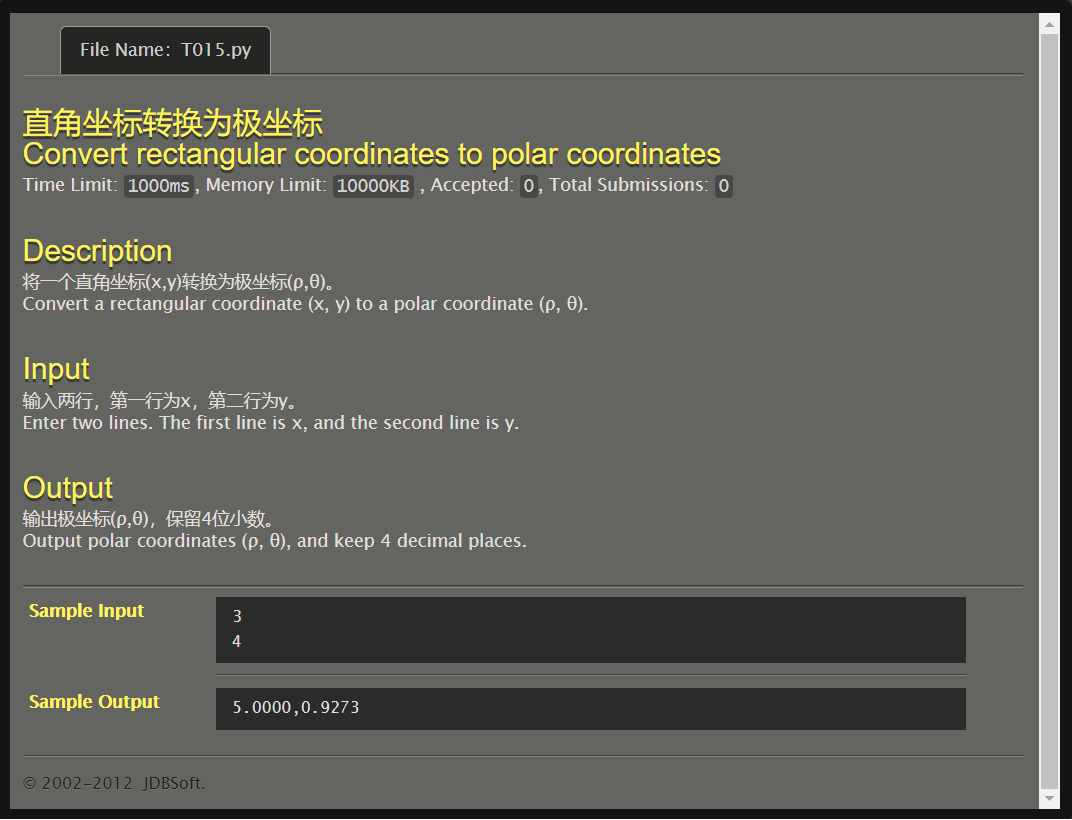 File Name：T015.py
直角坐标转换为极坐标
Convert rectangular coordinates to polar coordinates
Time Limit: 1000ms, Memory Limit: 10000KB , Accepted: 0, Total Submissions: 0
Description
将一个直角坐标(x,y)转换为极坐标(ρ,θ)。
Convert a rectangular coordinate (x, y) to a polar coordinate (ρ, θ).
Input
输入两行，第一行为x，第二行为y。
Enter two lines. The first line is x, and the second line is y.
Output
输出极坐标(ρ,θ)，保留4位小数。
Output polar coordinates (ρ, θ), and keep 4 decimal places.
Sample Input
3
4
Sample Output
5.0000,0.9273
© 2002-2012 JDBSoft.